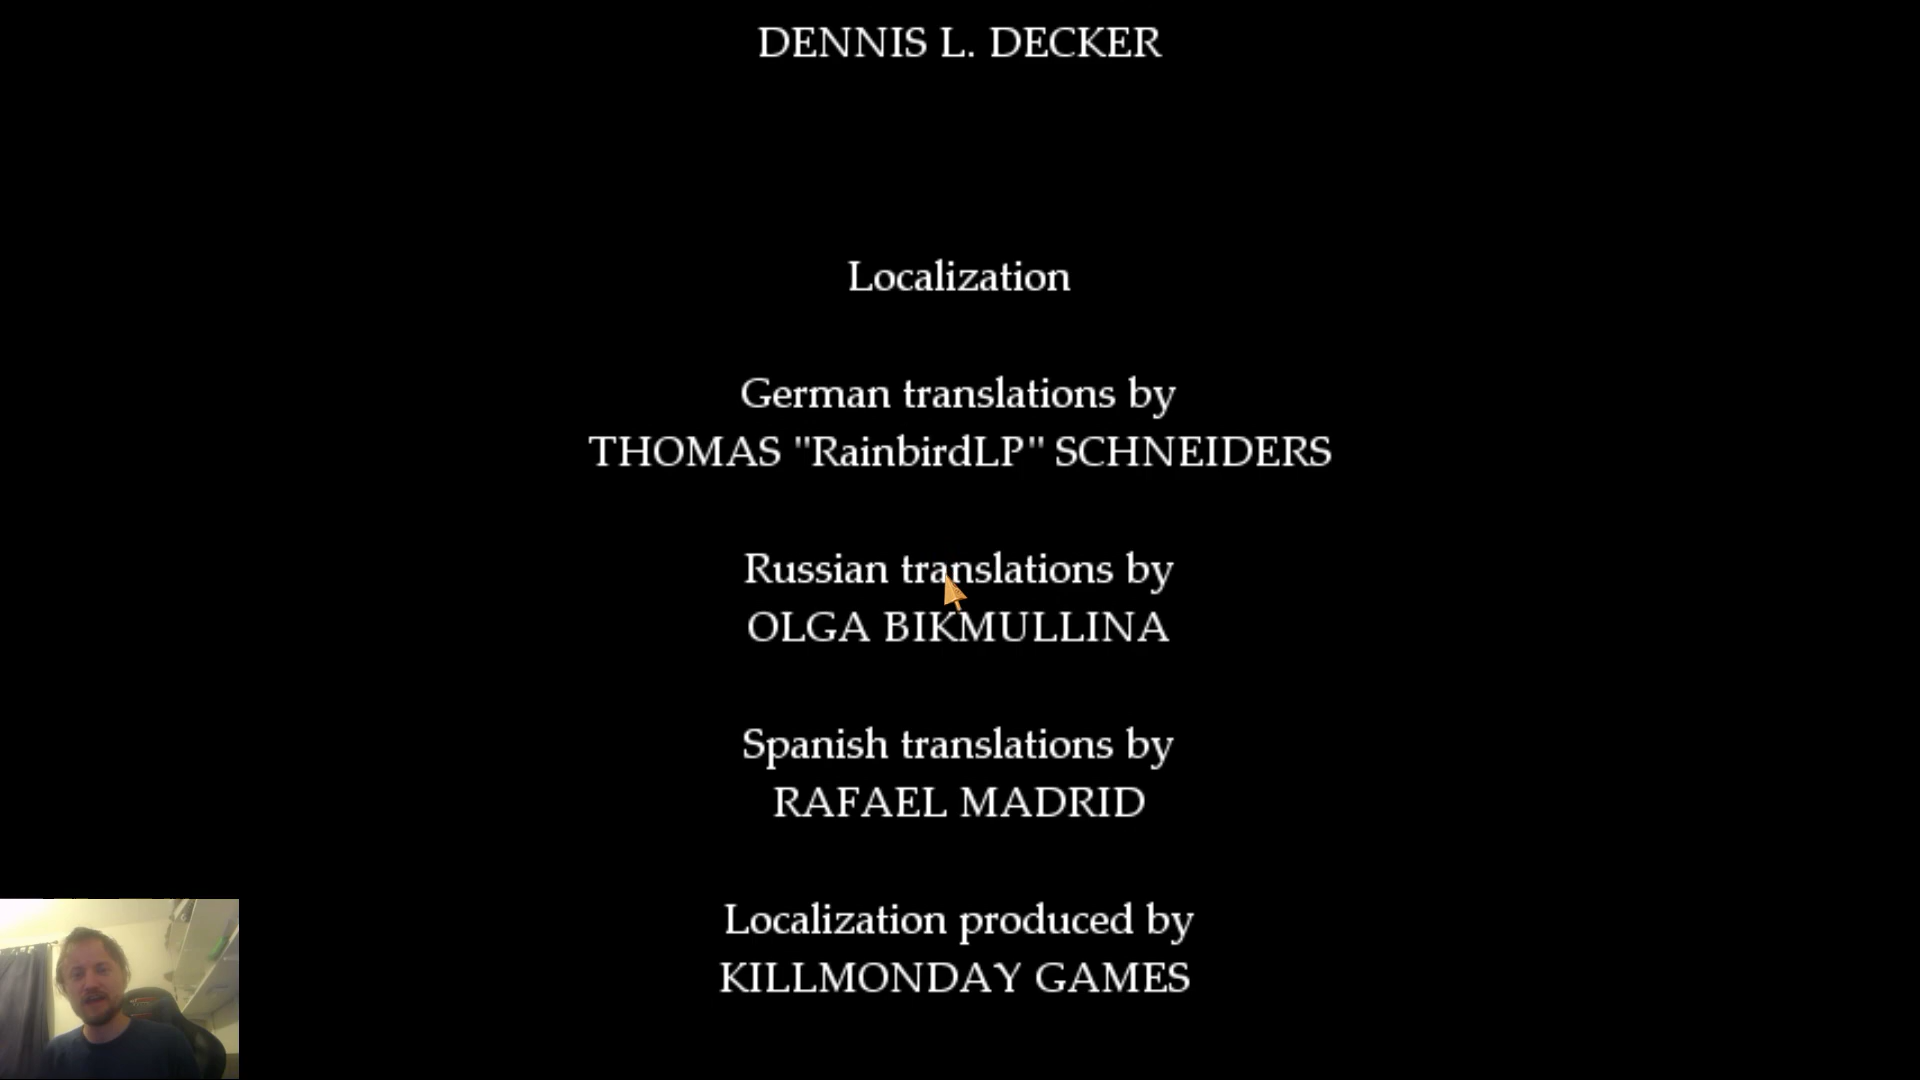 DENNIS L. DECKER
Localization
German translations by
THOMAS "RainbirdLP" SCHNEIDERS
Russian translations by
OLGA BIKMULLINA
Spanish translations by
RAFAEL MADRID
Localization produced by
KILLMONDAY GAMES